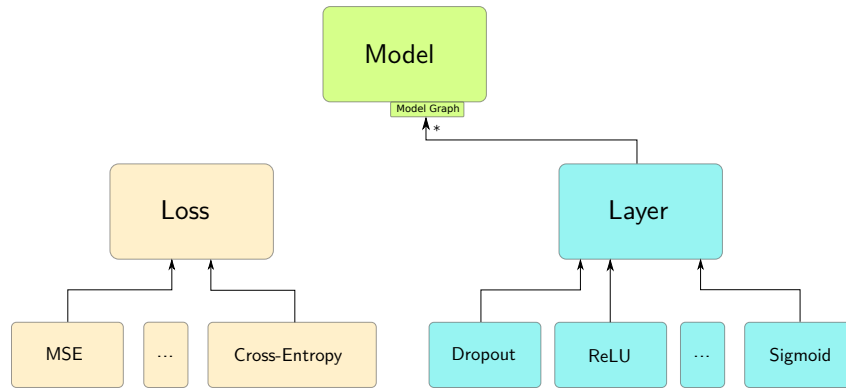 Model
Model Graph
*
Loss
Layer
MSE
...
Cross-Entropy
Dropout
ReLU
...
Sigmoid